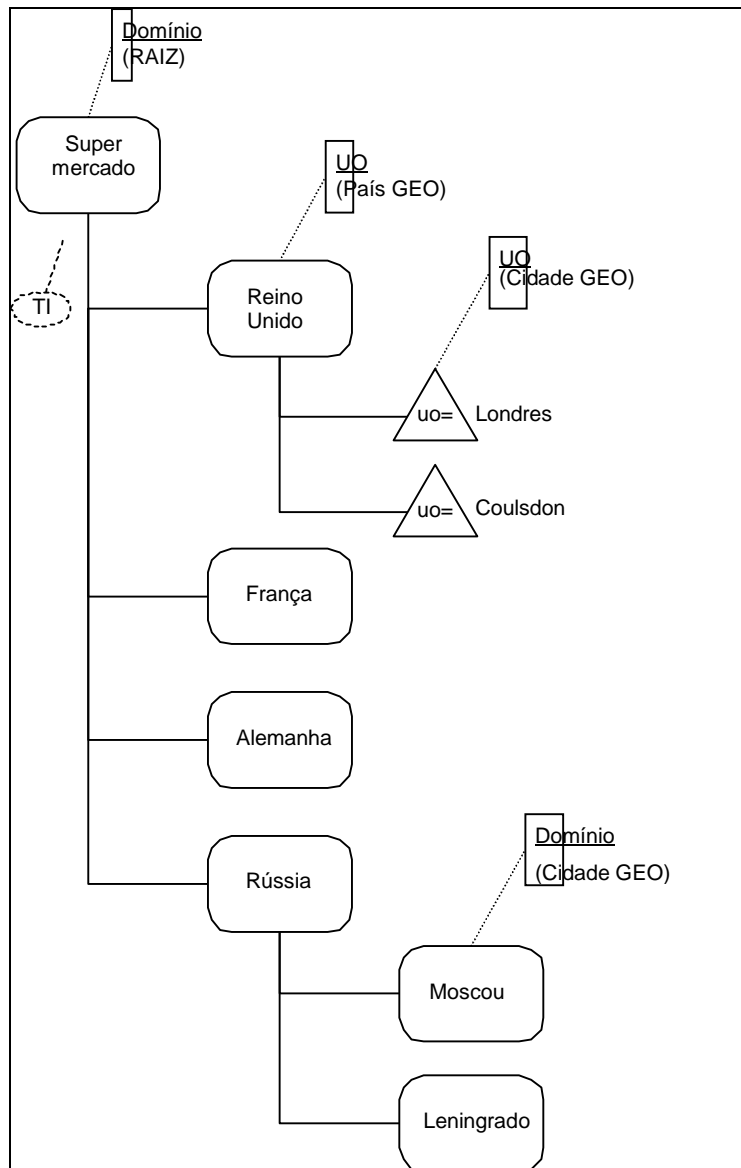 Domínio
(RAIZ)
Super
mercado
UO
(País GEO)
UO
(Cidade GEO)
TI
Reino
Unido
uo= Londres
uo= Coulsdon
França
Alemanha
Domínio
(Cidade GEO)
Rússia
Moscou
Leningrado